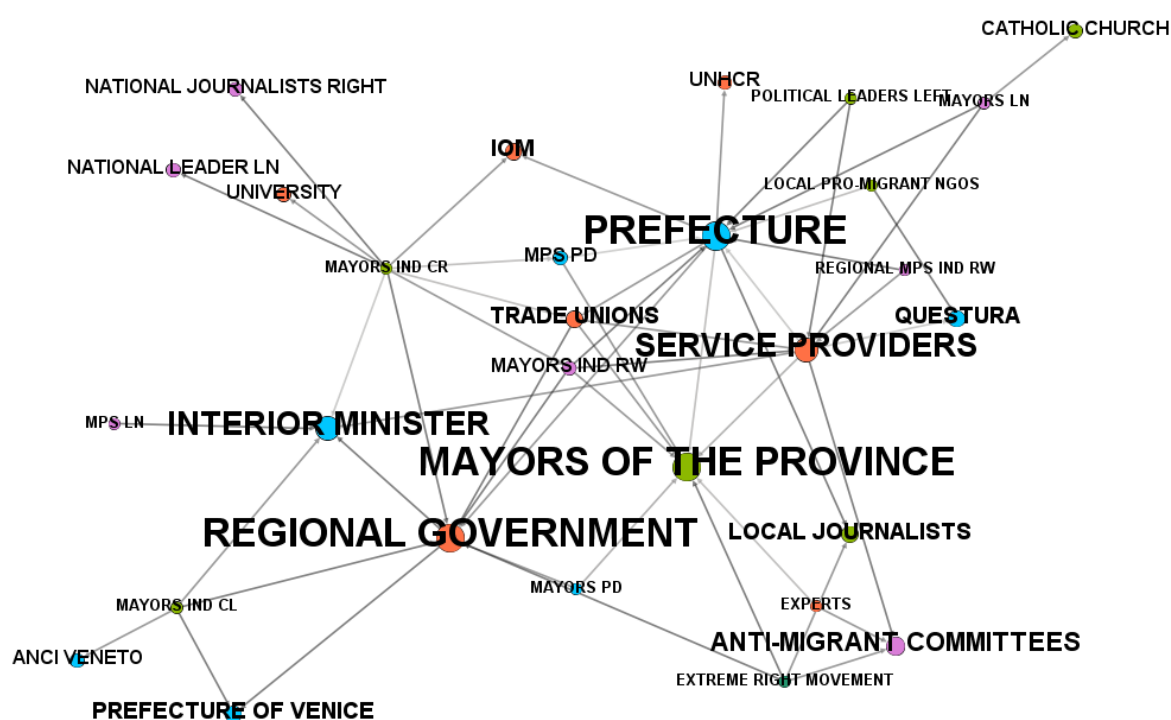 CATHOLIC CHURCH
UNHCR
NATIONAL JOURNALISTS RIGHT
POLITICAL LEADERS LEFT
MAYORS LN
IOM
NATIONAL LEADER LN
UNIVERSITY
LOCAL PRO-MIGRANT NGOS
PREFECTURE
MPS PD
MAYORS IND CR
REGIONAL MPS IND RW
TRADE UNIONS
QUESTURA
SERVICE PROVIDERS
MAYORS IND RW
MPS LN
INTERIOR MINISTER
MAYORS OF THE PROVINCE
REGIONAL GOVERNMENT
LOCAL JOURNALISTS
MAYORS PD
MAYORS IND CL
EXPERTS
ANTI-MIGRANT COMMITTEES
ANCI VENETO
EXTREME RIGHT MOVEMENT
PREFECTURE OF VENICE